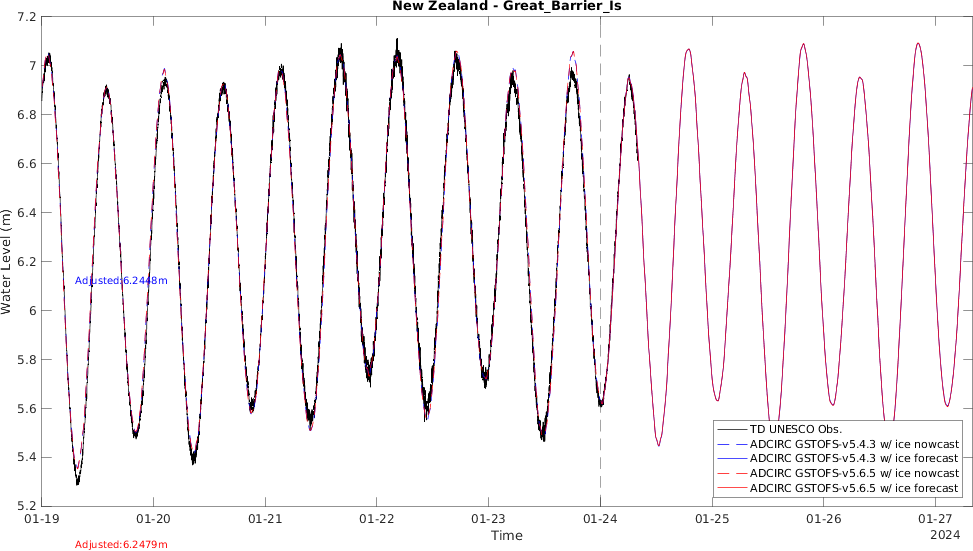 New Zealand - Great_Barrier_Is
7.2
7
6.8
6.6
6.4
6.2
6
5.8
5.6
5.4
5.2
Water Level (m)
Adjusted:6.2448m
TD UNESCO Obs.
ADCIRC GSTOFS-v5.4.3 w/ ice nowcast
ADCIRC GSTOFS-v5.4.3 w/ ice forecast
ADCIRC GSTOFS-v5.6.5 w/ ice nowcast
ADCIRC GSTOFS-v5.6.5 w/ ice forecast
01-19 01-20 01-21 01-22 01-23 01-24 01-25 01-26 01-27
Time
2024
Adjusted:6.2479m